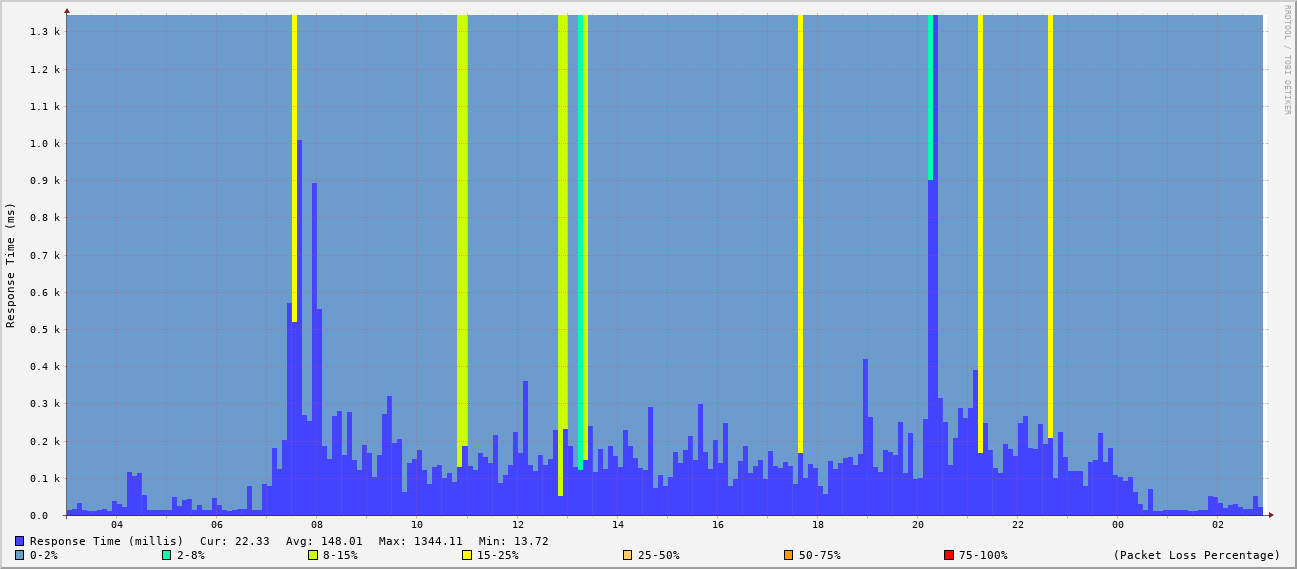 RRDTOOL / TOBI OETIKER
Response Time (ms)
1.3 k
1.2 k
1.1 k
1.0 k
0.9 k
0.8 k
0.7 k
0.6 k
0.5 k
0.4 k
0.3 k
0.2 k
0.1 k
0.0
04 06 08 10 12 14 16 18 20 22 00 02
Response Time (millis) Cur: 22.33 Avg: 148.01 Max: 1344.11 Min: 13.72
0-2% 2-8% 8-15% 15-25% 25-50% 50-75% 75-100% (Packet Loss Percentage)